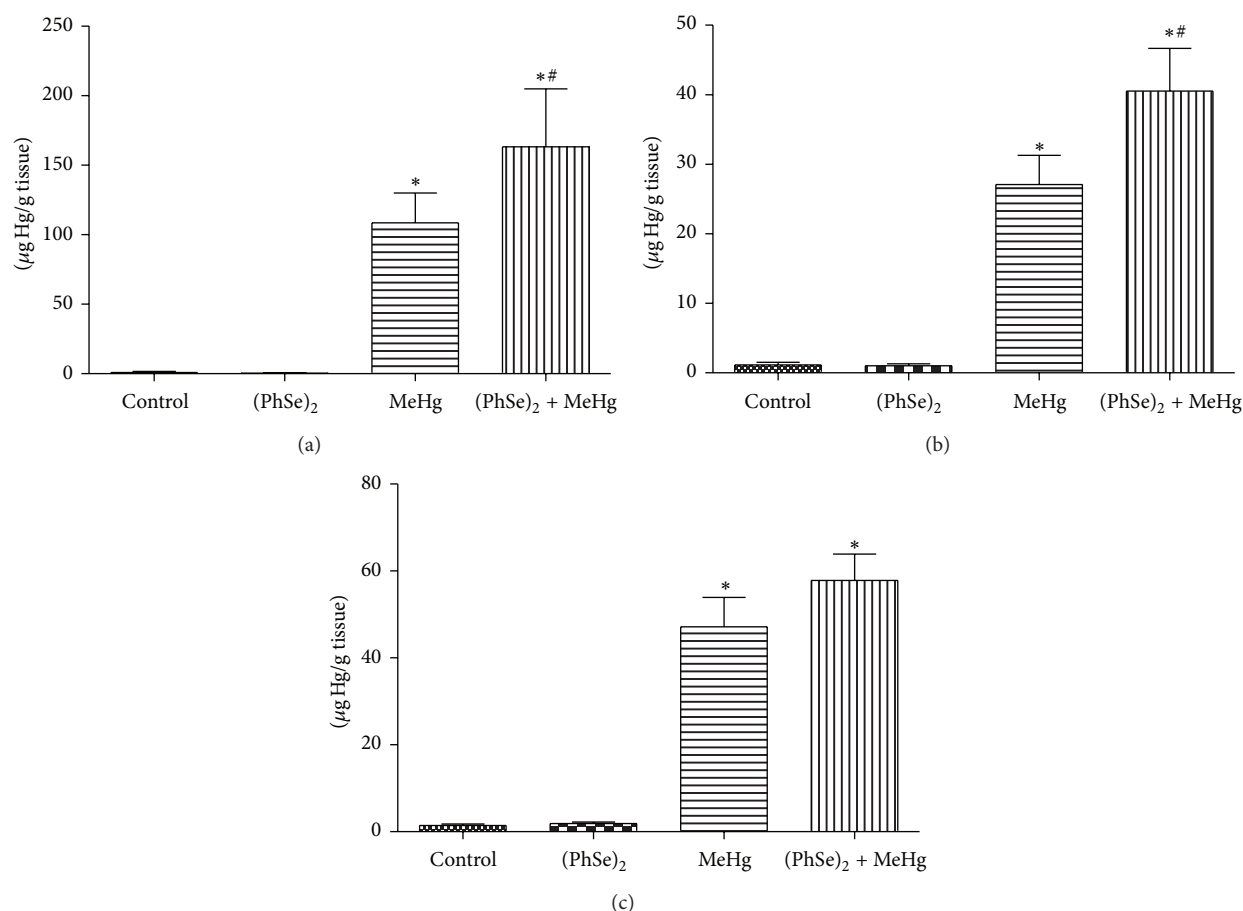 250
200
150
100
50
0
(µg Hg/g tissue)
*
*#
Control (PhSe)₂ MeHg (PhSe)₂ + MeHg
(a)
50
40
30
20
10
0
(µg Hg/g tissue)
*
*#
Control (PhSe)₂ MeHg (PhSe)₂ + MeHg
(b)
80
60
40
20
0
(µg Hg/g tissue)
*
*
Control (PhSe)₂ MeHg (PhSe)₂ + MeHg
(c)